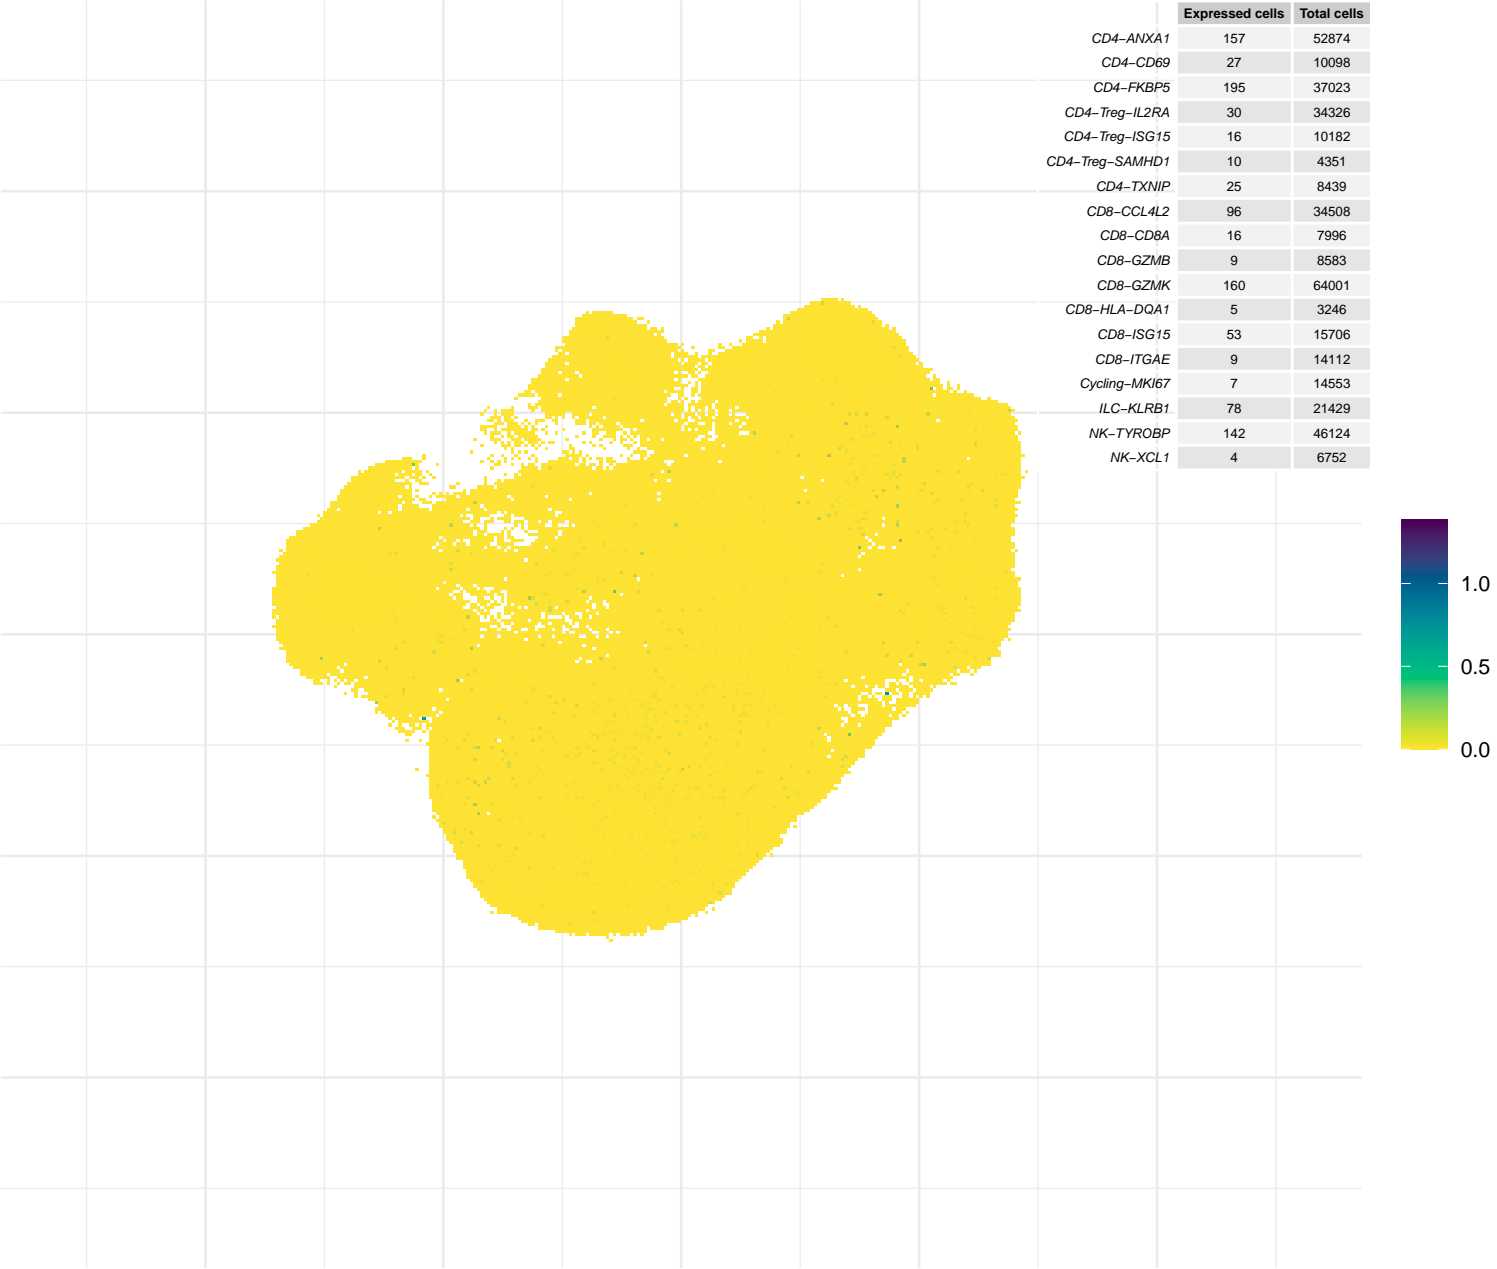 Expressed cells Total cells
CD4−ANXA1 157 52874
CD4−CD69 27 10098
CD4−FKBP5 195 37023
CD4−Treg−IL2RA 30 34326
CD4−Treg−ISG15 16 10182
CD4−Treg−SAMHD1 10 4351
CD4−TXNIP 25 8439
CD8−CCL4L2 96 34508
CD8−CD8A 16 7996
CD8−GZMB 9 8583
CD8−GZMK 160 64001
CD8−HLA−DQA1 5 3246
CD8−ISG15 53 15706
CD8−ITGAE 9 14112
Cycling−MKI67 7 14553
ILC−KLRB1 78 21429
NK−TYROBP 142 46124
NK−XCL1 4 6752
1.0
0.5
0.0